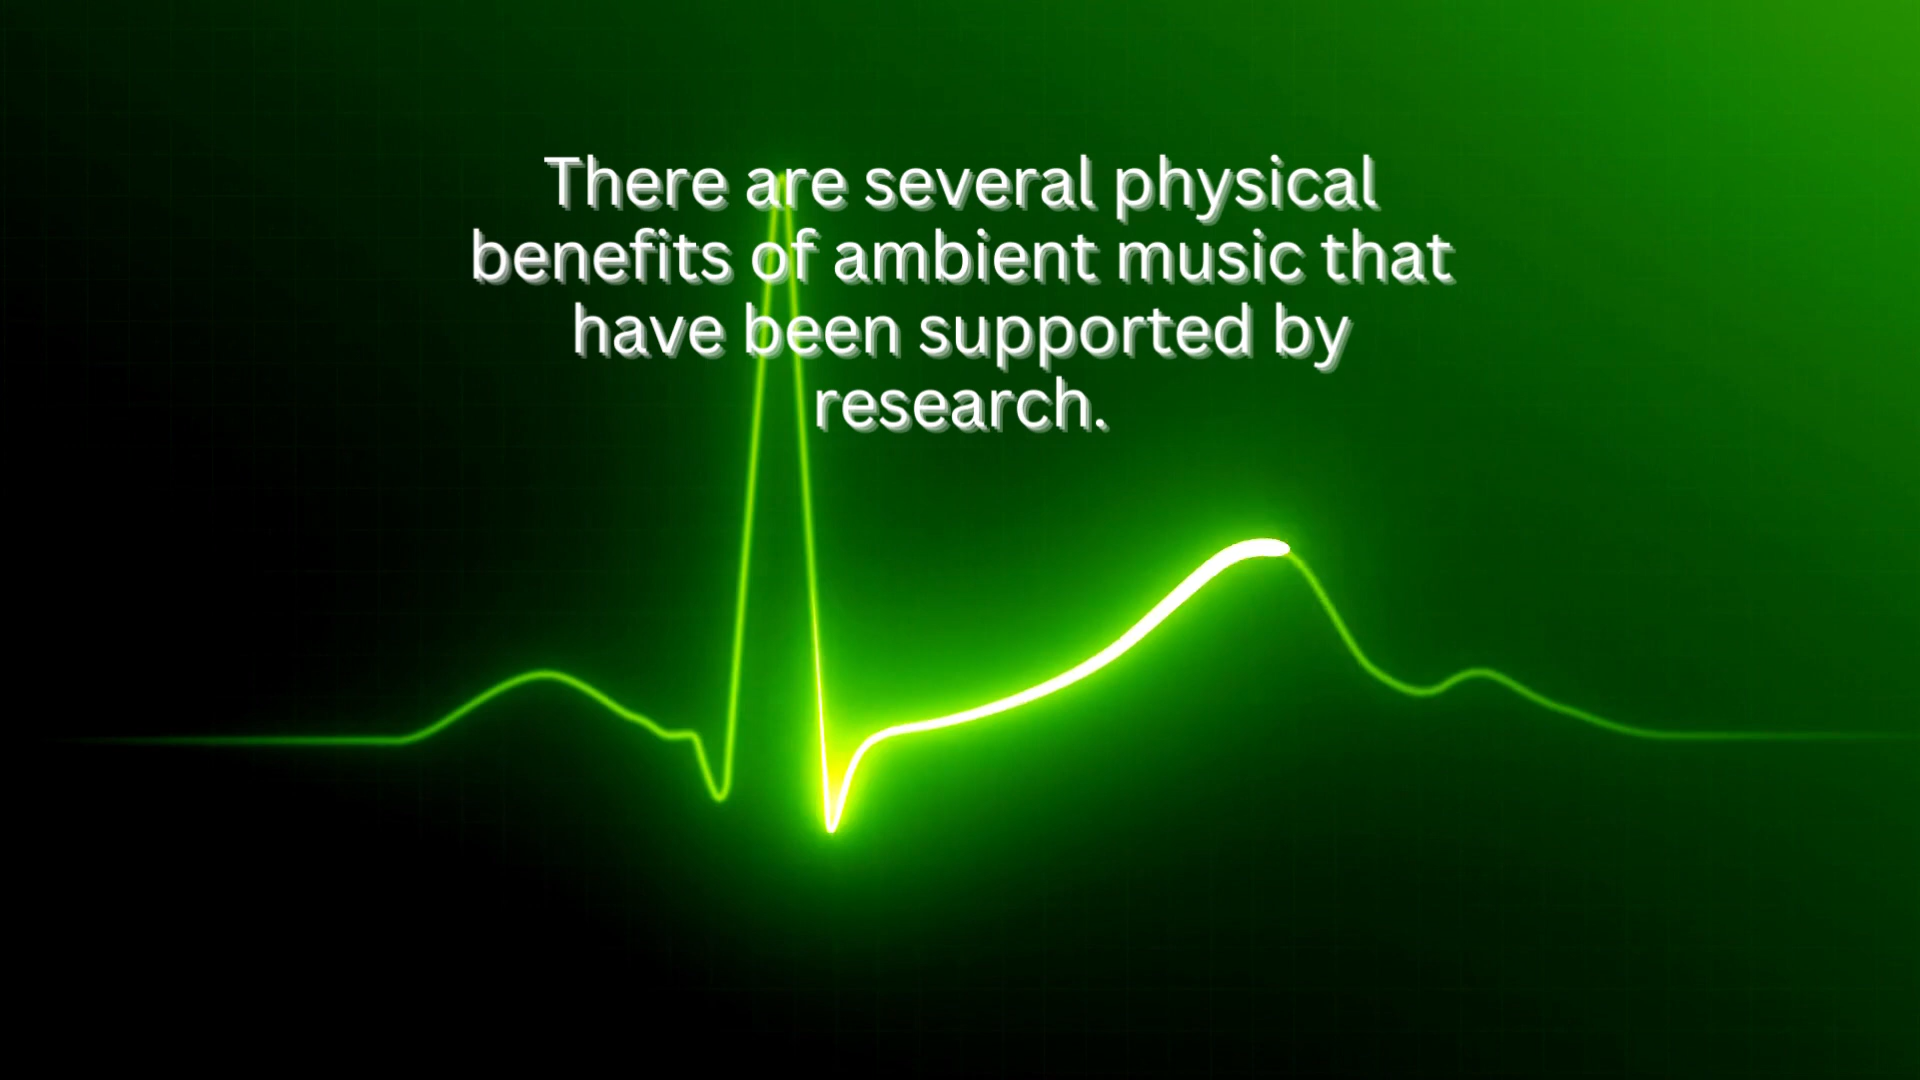 There are several physical
benefits of ambient music that
have been supported by
research.